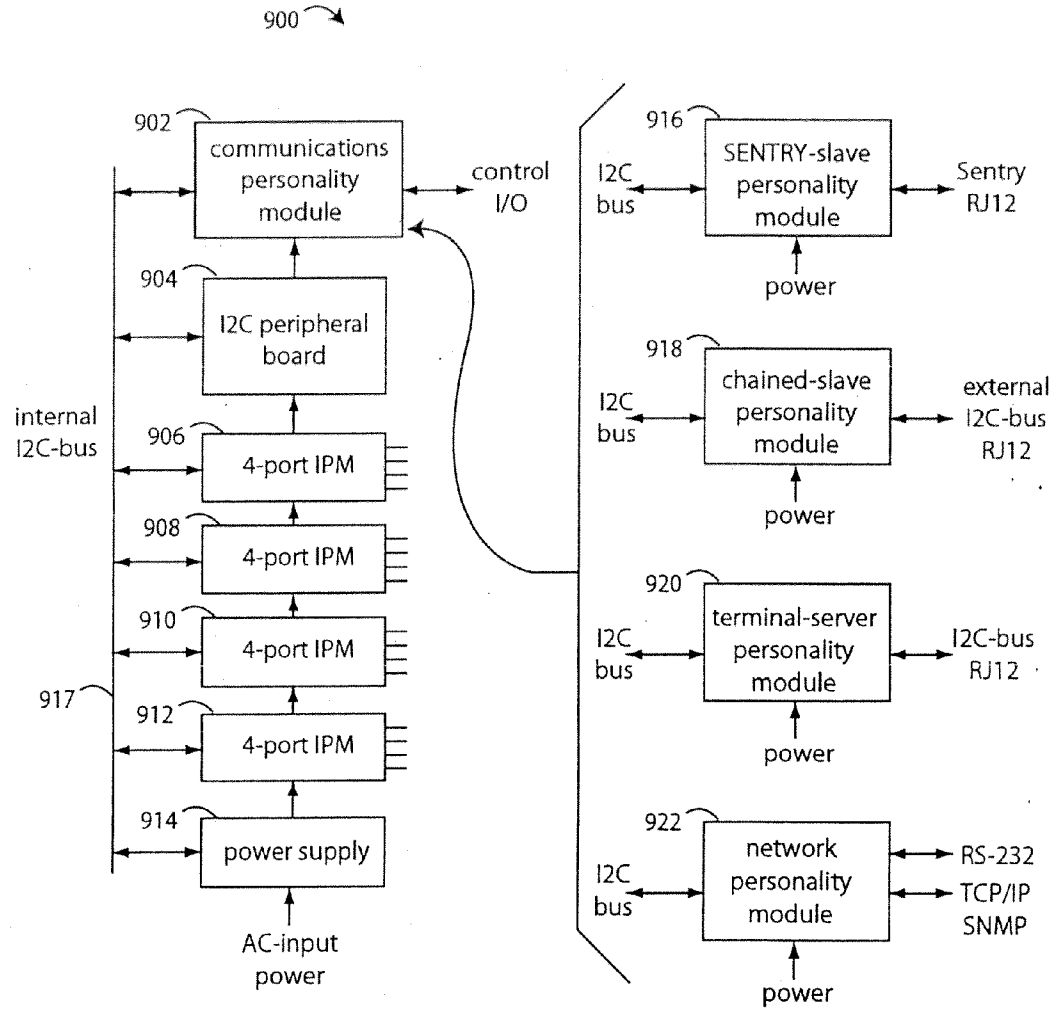 900
902
communications
personality
module
control
I/O
904
I2C peripheral
board
internal
I2C-bus
906
4-port IPM
908
4-port IPM
910
4-port IPM
917
912
4-port IPM
914
power supply
AC-input
power
916
I2C
bus
SENTRY-slave
personality
module
Sentry
RJ12
power
918
I2C
bus
chained-slave
personality
module
external
I2C-bus
RJ12
power
920
I2C
bus
terminal-server
personality
module
I2C-bus
RJ12
power
922
I2C
bus
network
personality
module
RS-232
TCP/IP
SNMP
power